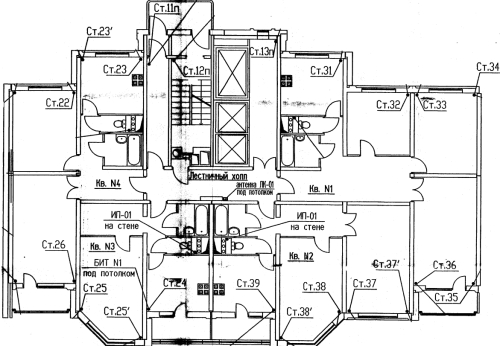 Ст.11п
Ст.23'
Ст.13п
Ст.23
Ст.12п
Ст.31
Ст.34
Ст.22
Ст.32
Ст.33
Лестничный холл
Кв. N4
антенна ПК-01
под потолком
Кв. N1
ИП-01
на стене
ИП-01
на стене
Кв. N3
Кв. N2
Ст.26
БИТ N1
под потолком
Ст.37'
Ст.36
Ст.25
Ст.24
Ст.39
Ст.38
Ст.37
Ст.35
Ст.25'
Ст.38'